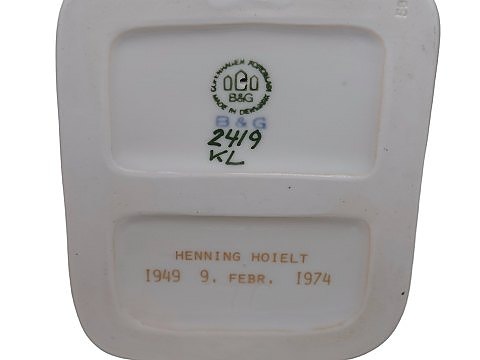 COPENHAGEN PORCELAIN
B&G
MADE IN DENMARK
B & G
2419
KL
HENNING HOIELT
1949 9. FEBR. 1974